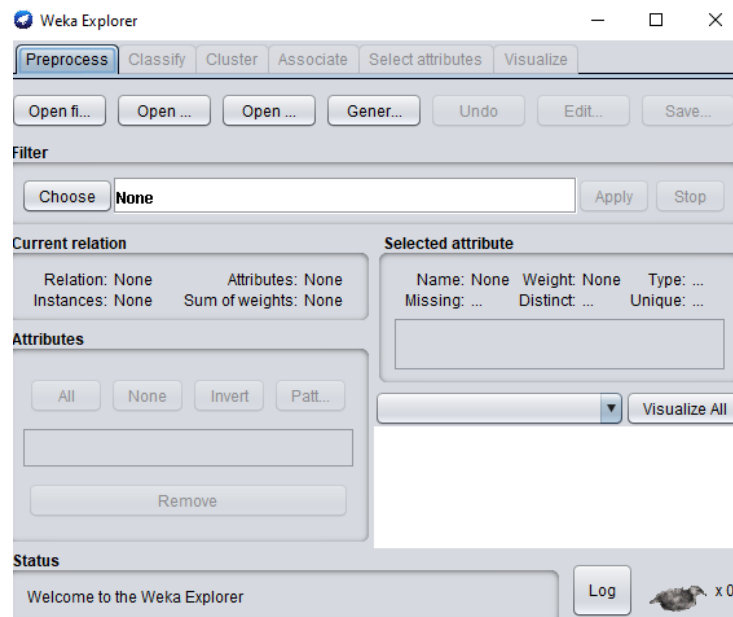 Weka Explorer
Preprocess Classify Cluster Associate Select attributes Visualize
Open fi... Open ... Open ... Gener... Undo Edit... Save...
Filter
Choose None Apply Stop
Current relation
Relation: None Attributes: None
Instances: None Sum of weights: None
Selected attribute
Name: None Weight: None Type: ...
Missing: ... Distinct: ... Unique: ...
Attributes
All None Invert Patt...
Remove
Visualize All
Status
Welcome to the Weka Explorer
Log x 0